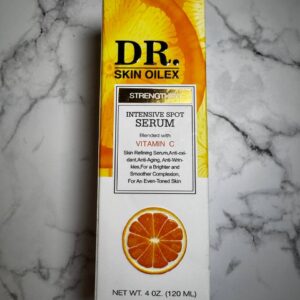 DR.
SKIN OILEX
STRENGTH
INTENSIVE SPOT
SERUM
Blended with
VITAMIN C
Skin Refining Serum,Anti-oxi-
dant,Anti-Aging, Anti-Wrin-
kles,For a Brighter and
Smoother Complexion,
For An Even-Toned Skin
NET WT. 4 OZ. (120 ML)